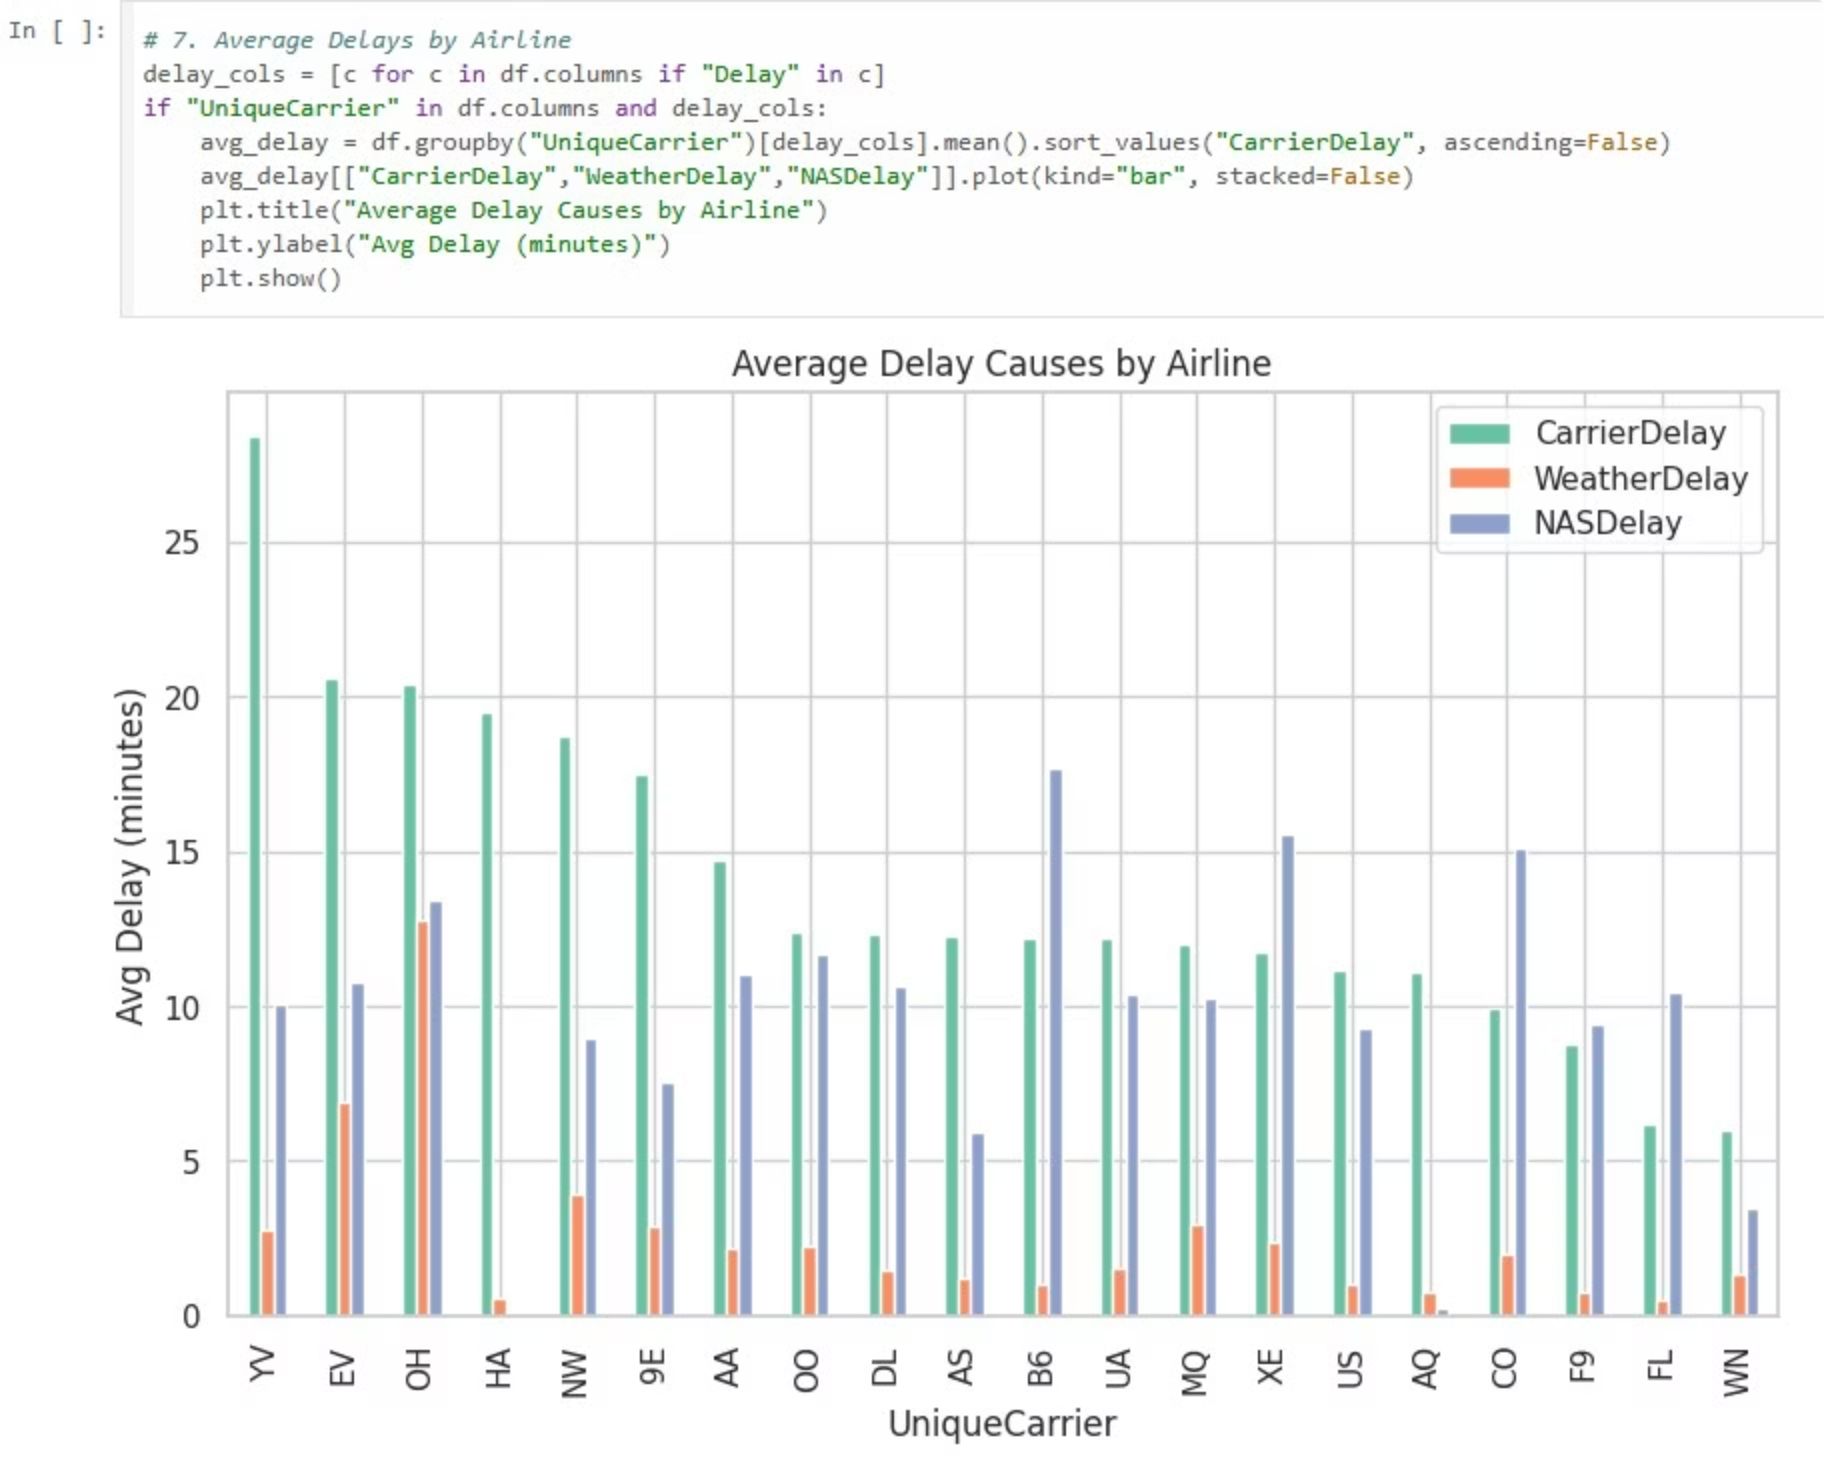 In [ ]:
# 7. Average Delays by Airline
delay_cols = [c for c in df.columns if "Delay" in c]
if "UniqueCarrier" in df.columns and delay_cols:
    avg_delay = df.groupby("UniqueCarrier")[delay_cols].mean().sort_values("CarrierDelay", ascending=False)
    avg_delay[["CarrierDelay","WeatherDelay","NASDelay"]].plot(kind="bar", stacked=False)
    plt.title("Average Delay Causes by Airline")
    plt.ylabel("Avg Delay (minutes)")
    plt.show()
Average Delay Causes by Airline
CarrierDelay
WeatherDelay
NASDelay
Avg Delay (minutes)
25
20
15
10
5
0
YV EV OH HA NW 9E AA OO DL AS B6 UA MQ XE US AQ CO F9 FL WN
UniqueCarrier